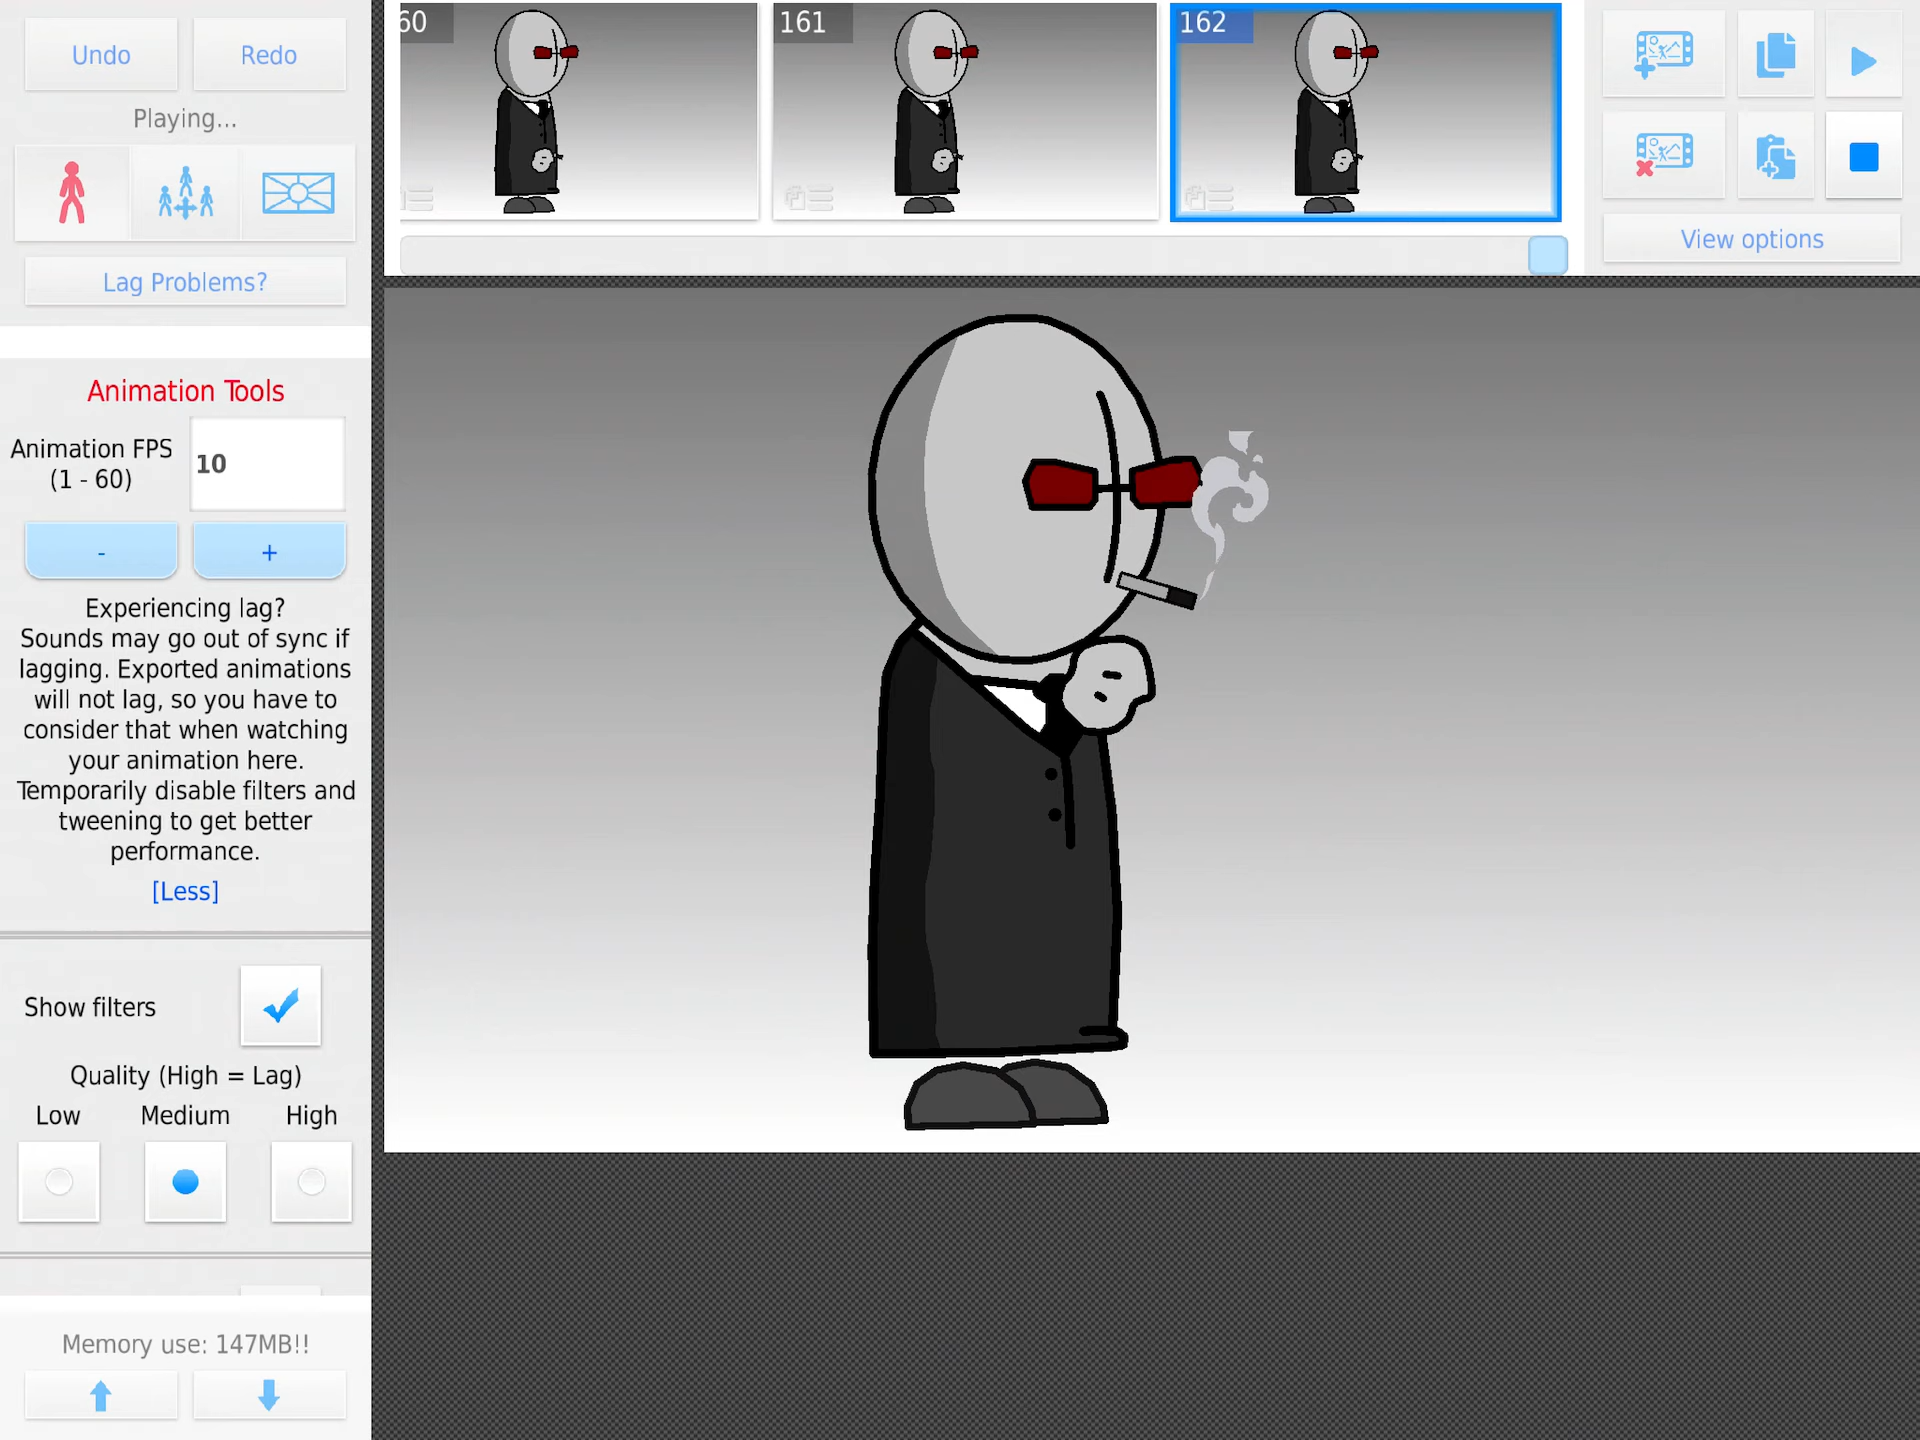 Undo
Redo
Playing...
Lag Problems?
Animation Tools
Animation FPS
(1 - 60)
10
-
+
Experiencing lag?
Sounds may go out of sync if
lagging. Exported animations
will not lag, so you have to
consider that when watching
your animation here.
Temporarily disable filters and
tweening to get better
performance.
[Less]
Show filters
Quality (High = Lag)
Low
Medium
High
Memory use: 147MB!!
60
161
162
View options